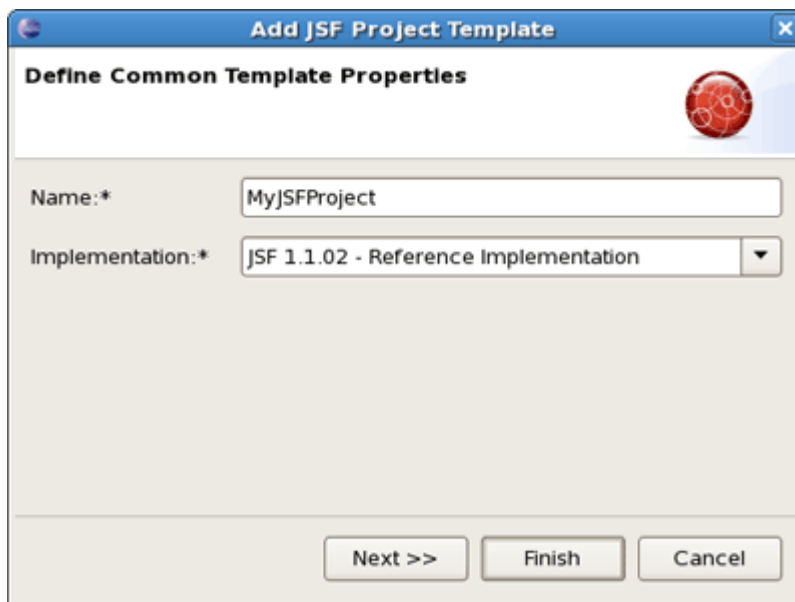 Add JSF Project Template
Define Common Template Properties
Name:* MyJSFProject
Implementation:* JSF 1.1.02 - Reference Implementation
Next >> Finish Cancel